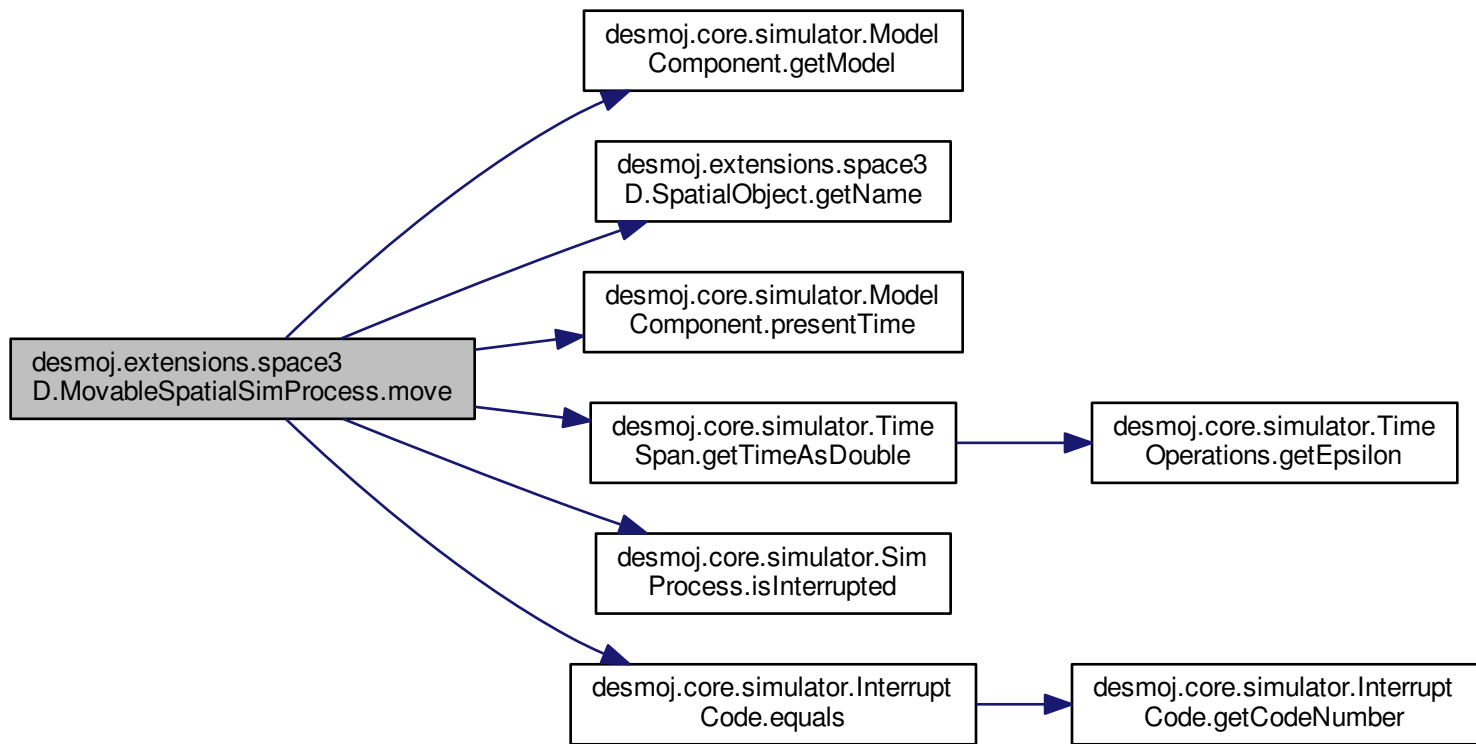 desmoj.core.simulator.Model
Component.getModel
desmoj.extensions.space3
D.SpatialObject.getName
desmoj.core.simulator.Model
Component.presentTime
desmoj.extensions.space3
D.MovableSpatialSimProcess.move
desmoj.core.simulator.Time
Span.getTimeAsDouble
desmoj.core.simulator.Time
Operations.getEpsilon
desmoj.core.simulator.Sim
Process.isInterrupted
desmoj.core.simulator.Interrupt
Code.equals
desmoj.core.simulator.Interrupt
Code.getCodeNumber